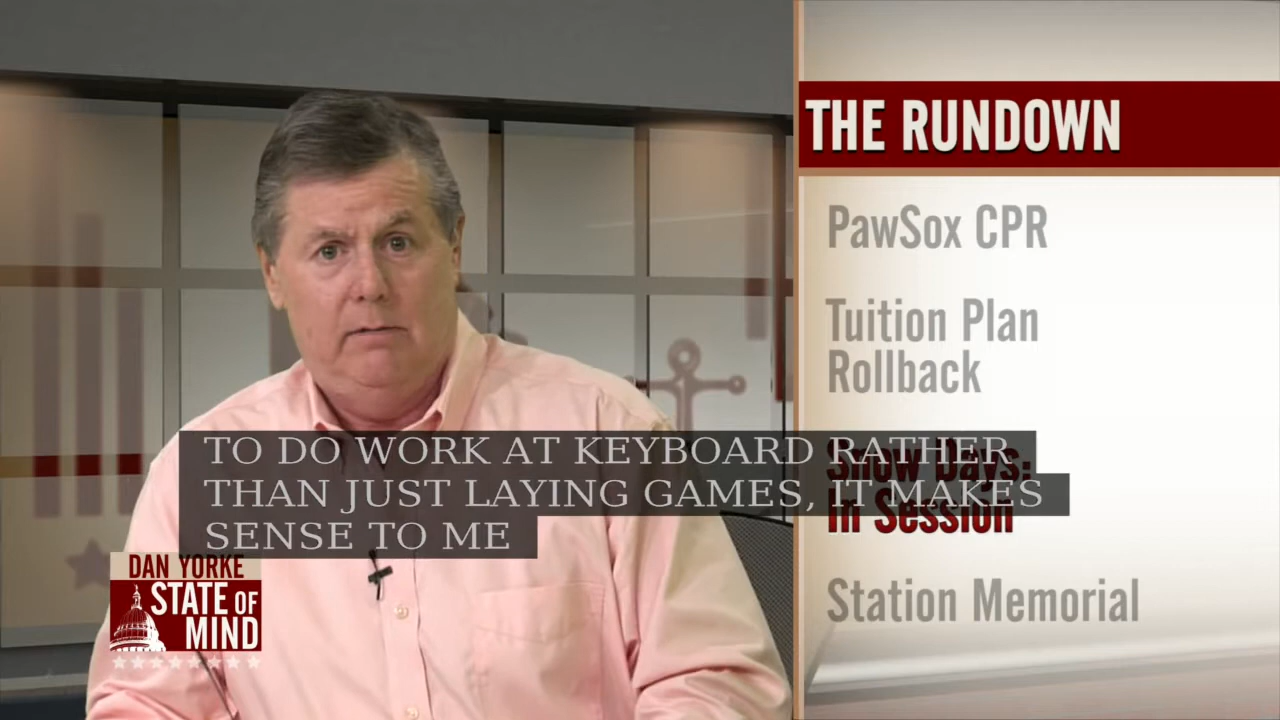 THE RUNDOWN
PawSox CPR
Tuition Plan
Rollback
Snow Days:
In Session
Station Memorial
TO DO WORK AT KEYBOARD RATHER
THAN JUST LAYING GAMES, IT MAKES
SENSE TO ME
DAN YORKE
STATE OF
MIND